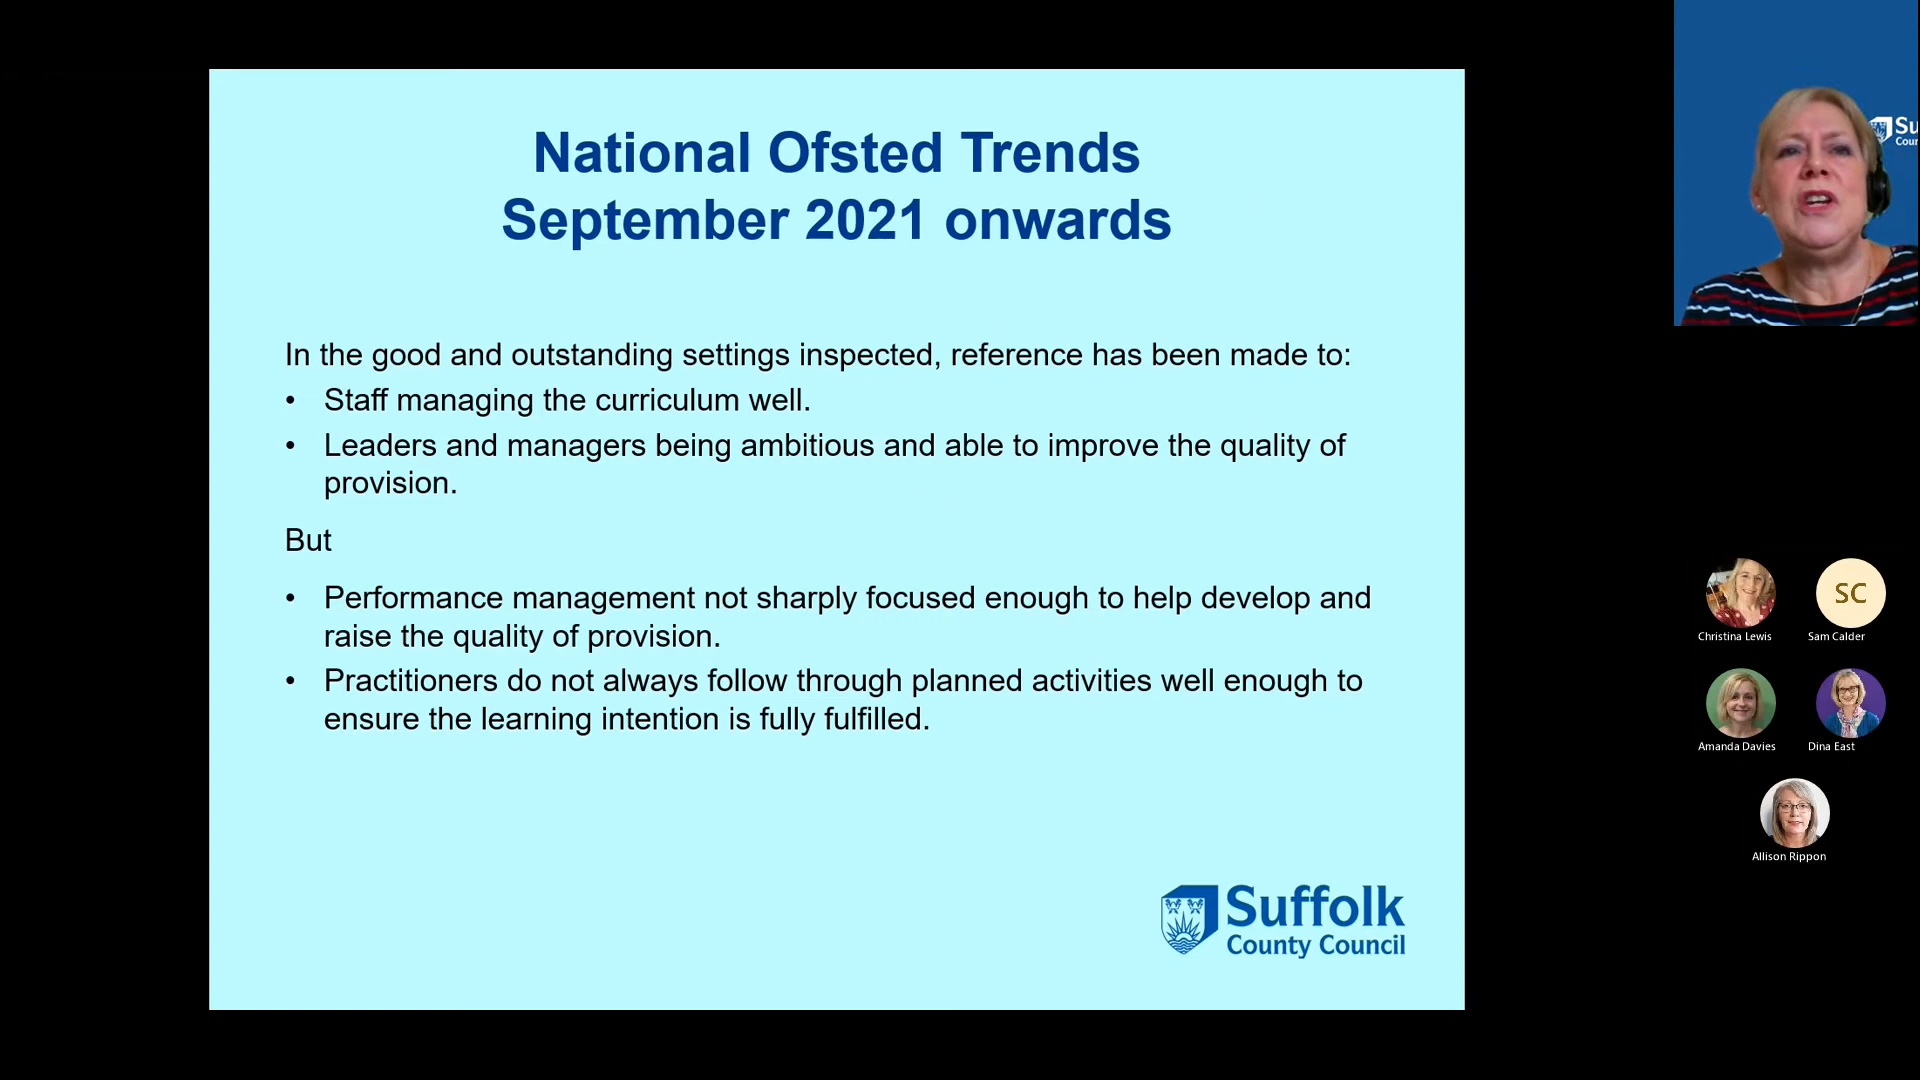 National Ofsted Trends
September 2021 onwards
In the good and outstanding settings inspected, reference has been made to:
• Staff managing the curriculum well.
• Leaders and managers being ambitious and able to improve the quality of
provision.
But
• Performance management not sharply focused enough to help develop and
raise the quality of provision.
• Practitioners do not always follow through planned activities well enough to
ensure the learning intention is fully fulfilled.
Suffolk
County Council
Su
Coun
SC
Christina Lewis
Sam Calder
Amanda Davies
Dina East
Allison Rippon